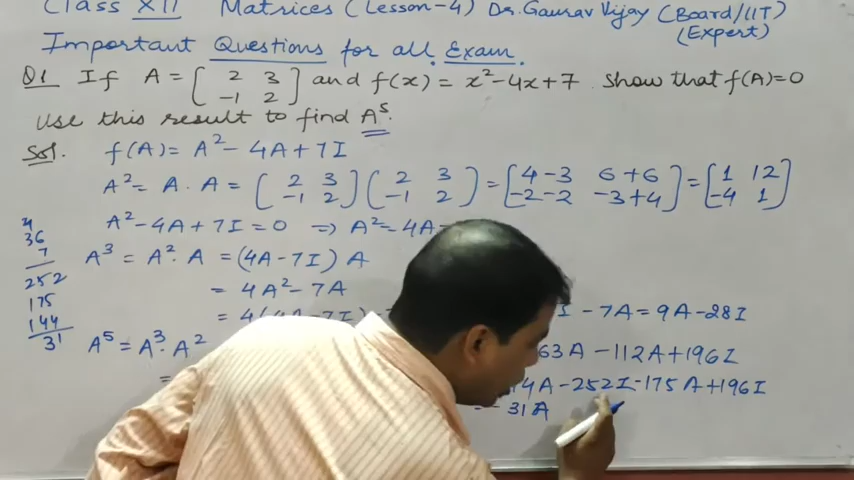 Class XII Matrices (Lesson-4) Dr. Gaurav Vijay (Board/IIT)
(Expert)
Important Questions for all Exam.
Q1 If A = [ 2 3 ] and f(x) = x²-4x+7. Show that f(A)=0
-1 2
Use this result to find A⁵.
Sol. f(A) = A² - 4A + 7I
A² = A . A = ( 2 3 ) ( 2 3 ) = [ 4-3 6+6 ] = [ 1 12 ]
-1 2 -1 2 -2-2 -3+4 -4 1
A²-4A+7I = 0 ⇒ A² = 4A
A³ = A² . A = (4A-7I) A
= 4A² - 7A
- 7A = 9A - 28I
A⁵ = A³ . A²
63A - 112A + 196I
4A - 252I - 175A + 196I
= - 31A
4
36
7
252
175
144
31